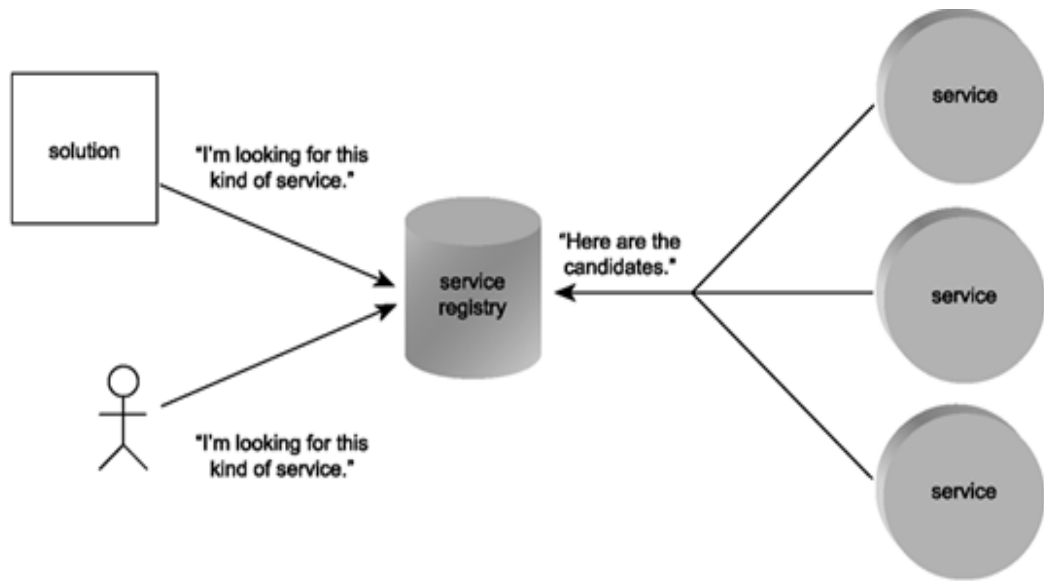 solution
"I'm looking for this
kind of service."
service
registry
"I'm looking for this
kind of service."
"Here are the
candidates."
service
service
service